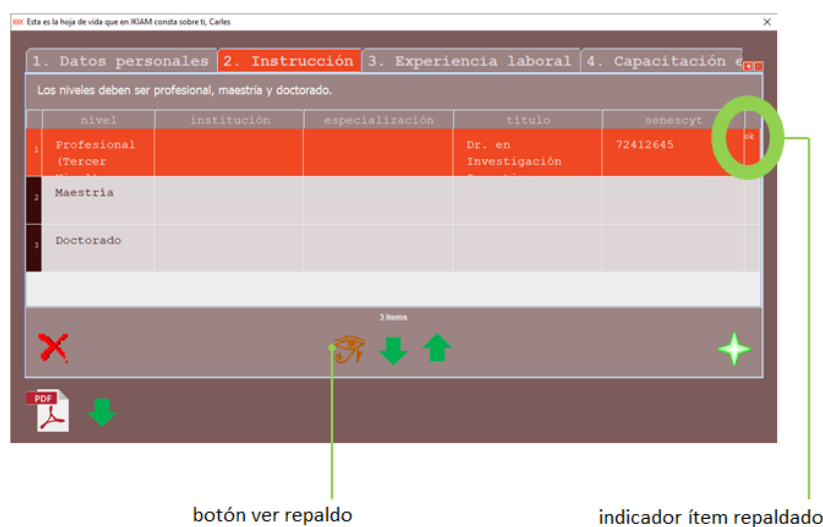 XXX Esta es la hoja de vida que en IKIAM consta sobre ti, Carles
1. Datos personales 2. Instrucción 3. Experiencia laboral 4. Capacitación e
Los niveles deben ser profesional, maestría y doctorado.
nivel institución especialización título senescyt
1 Profesional Dr. en 72412645 ok
(Tercer Investigación
2 Maestría
3 Doctorado
3 items
PDF
botón ver repaldo indicador ítem repaldado